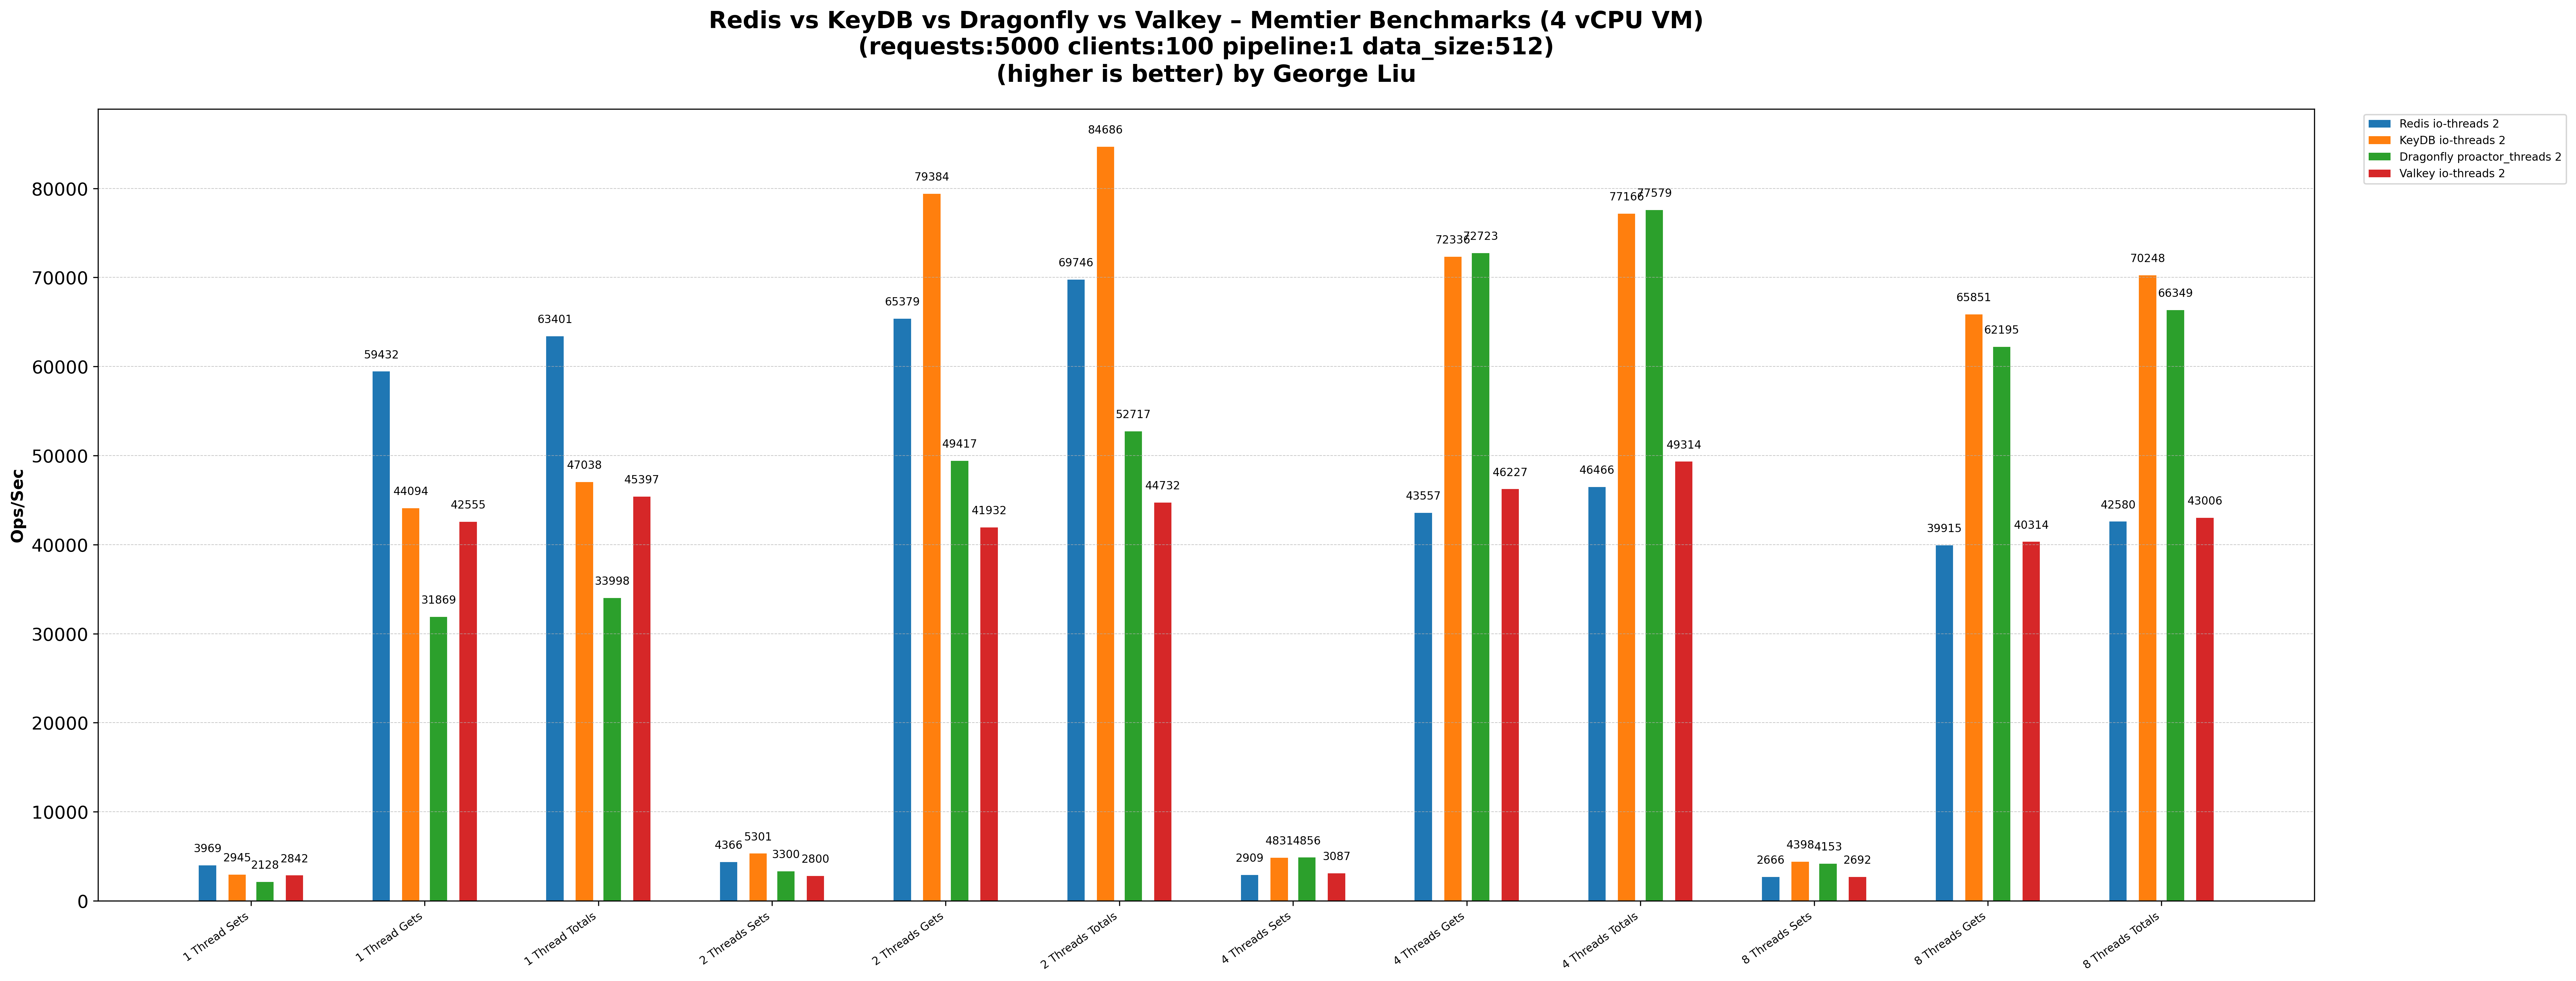 Redis vs KeyDB vs Dragonfly vs Valkey – Memtier Benchmarks (4 vCPU VM)
(requests:5000 clients:100 pipeline:1 data_size:512)
(higher is better) by George Liu
Redis io-threads 2
KeyDB io-threads 2
Dragonfly proactor_threads 2
Valkey io-threads 2
Ops/Sec
80000
70000
60000
50000
40000
30000
20000
10000
0
3969
2945
2128
2842
59432
44094
31869
42555
63401
47038
33998
45397
4366
5301
3300
2800
65379
79384
49417
41932
69746
84686
52717
44732
2909
4831
4856
3087
43557
72336
72723
46227
46466
77166
77579
49314
2666
4398
4153
2692
39915
65851
62195
40314
42580
70248
66349
43006
1 Thread Sets
1 Thread Gets
1 Thread Totals
2 Threads Sets
2 Threads Gets
2 Threads Totals
4 Threads Sets
4 Threads Gets
4 Threads Totals
8 Threads Sets
8 Threads Gets
8 Threads Totals